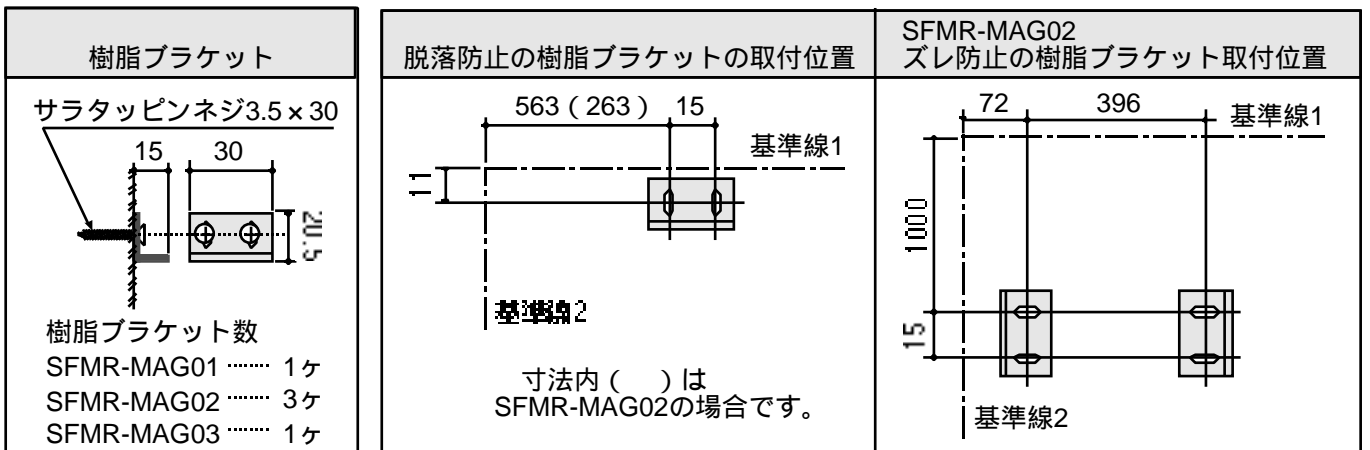 樹脂ブラケット
サラタッピンネジ3.5×30
15
30
20.5
樹脂ブラケット数
SFMR-MAG01 ……… 1ヶ
SFMR-MAG02 ……… 3ヶ
SFMR-MAG03 ……… 1ヶ
脱落防止の樹脂ブラケットの取付位置
563（263）
15
基準線1
11
基準線2
寸法内（　）は
SFMR-MAG02の場合です。
SFMR-MAG02
ズレ防止の樹脂ブラケット取付位置
72
396
基準線1
1000
15
基準線2